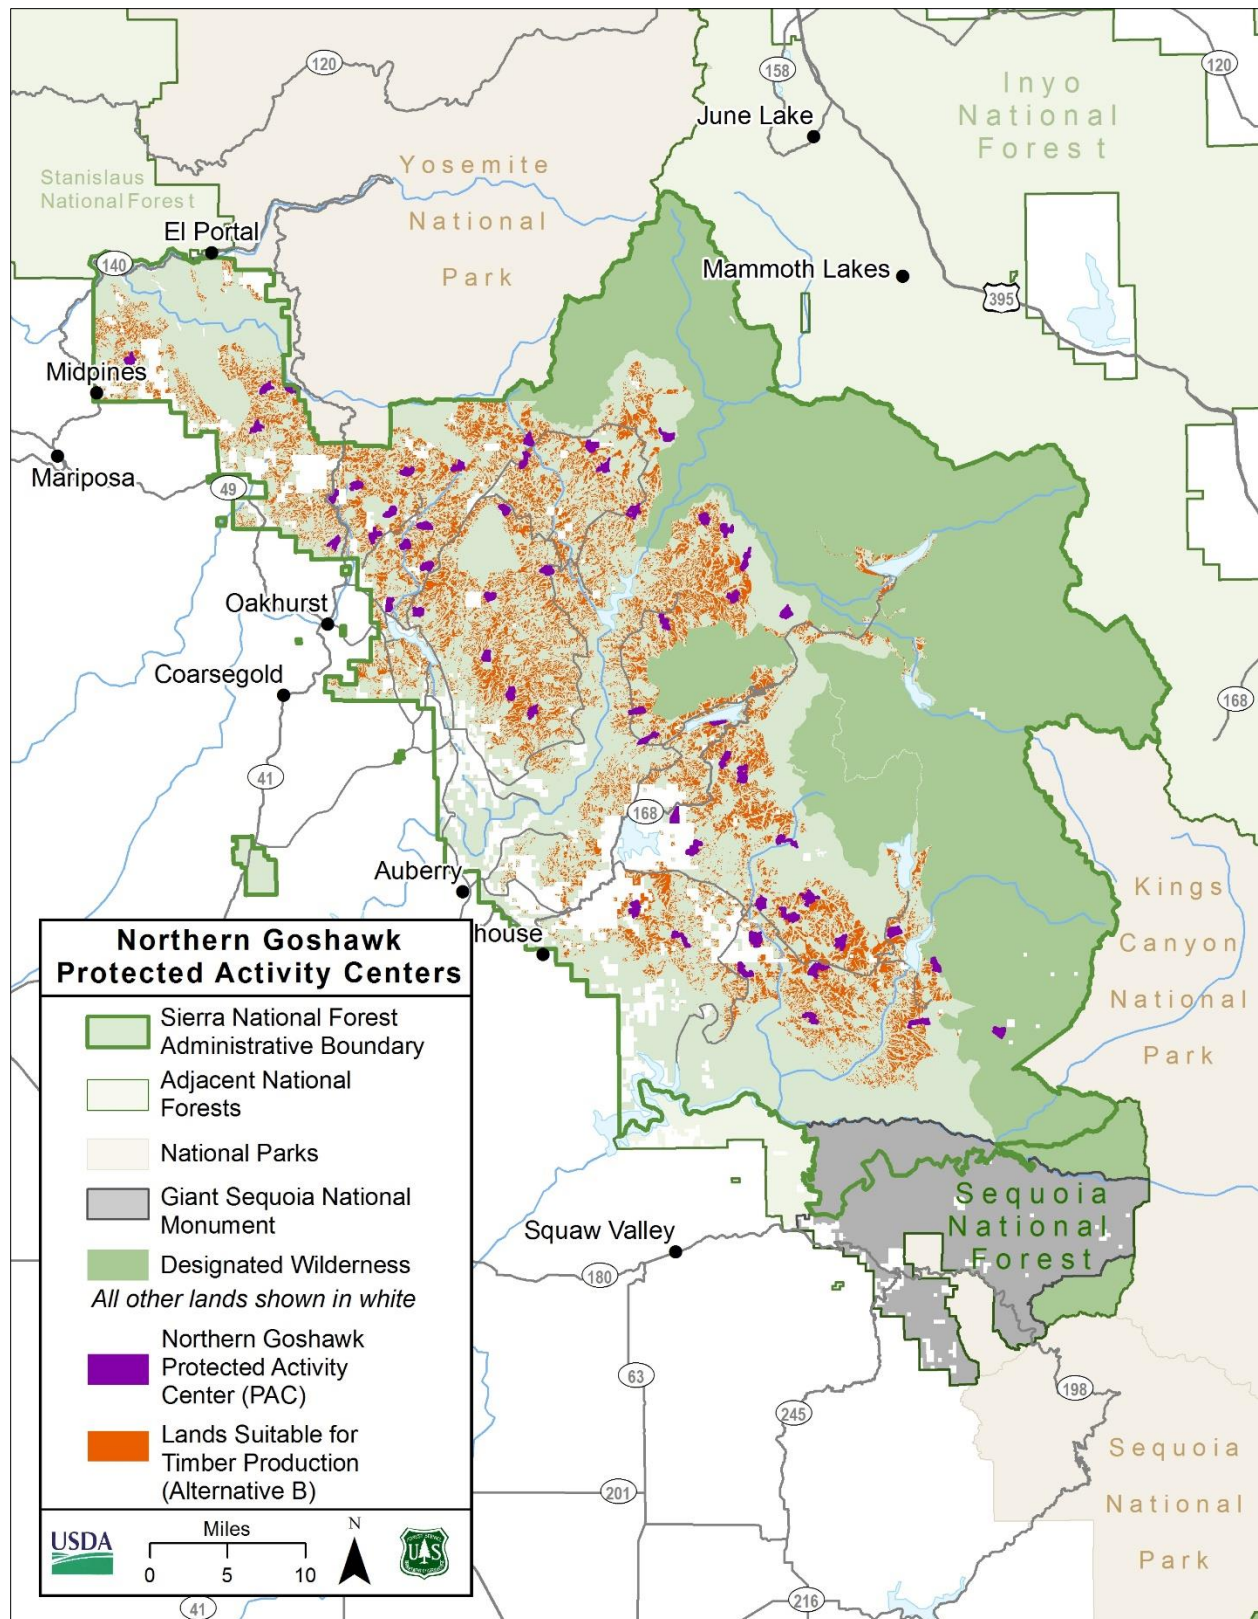 120
158
120
Inyo
National
Forest
June Lake
Yosemite
National
Park
Stanislaus
National Forest
El Portal
140
Mammoth Lakes
395
Midpines
Mariposa
49
Oakhurst
Coarsegold
168
41
168
Auberry
house
Kings
Canyon
National
Park
Northern Goshawk
Protected Activity Centers
Sierra National Forest
Administrative Boundary
Adjacent National
Forests
National Parks
Giant Sequoia National
Monument
Designated Wilderness
All other lands shown in white
Northern Goshawk
Protected Activity
Center (PAC)
Lands Suitable for
Timber Production
(Alternative B)
USDA
Miles
0 5 10
N
U S
Sequoia
National
Forest
Squaw Valley
180
63
198
245
201
Sequoia
National
Park
216
41